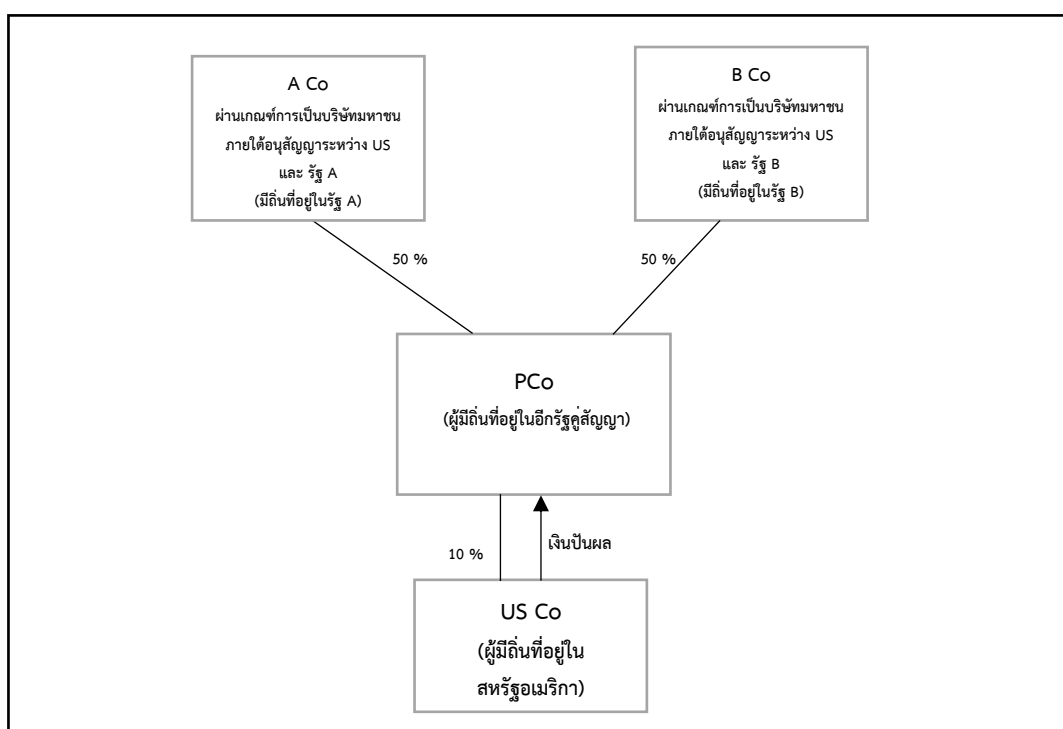 A Co
ผ่านเกณฑ์การเป็นบริษัทมหาชน
ภายใต้อนุสัญญาระหว่าง US
และ รัฐ A
(มีถิ่นที่อยู่ในรัฐ A)
B Co
ผ่านเกณฑ์การเป็นบริษัทมหาชน
ภายใต้อนุสัญญาระหว่าง US
และ รัฐ B
(มีถิ่นที่อยู่ในรัฐ B)
50 %
50 %
PCo
(ผู้มีถิ่นที่อยู่ในอีกรัฐคู่สัญญา)
10 %
เงินปันผล
US Co
(ผู้มีถิ่นที่อยู่ใน
สหรัฐอเมริกา)